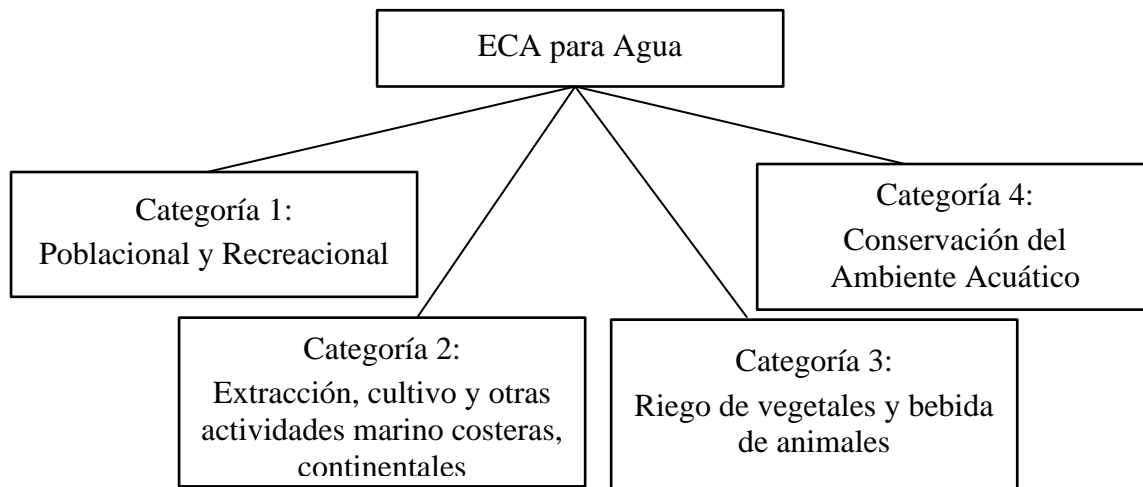 ECA para Agua
Categoría 1:
Poblacional y Recreacional
Categoría 4:
Conservación del
Ambiente Acuático
Categoría 2:
Extracción, cultivo y otras
actividades marino costeras,
continentales
Categoría 3:
Riego de vegetales y bebida
de animales